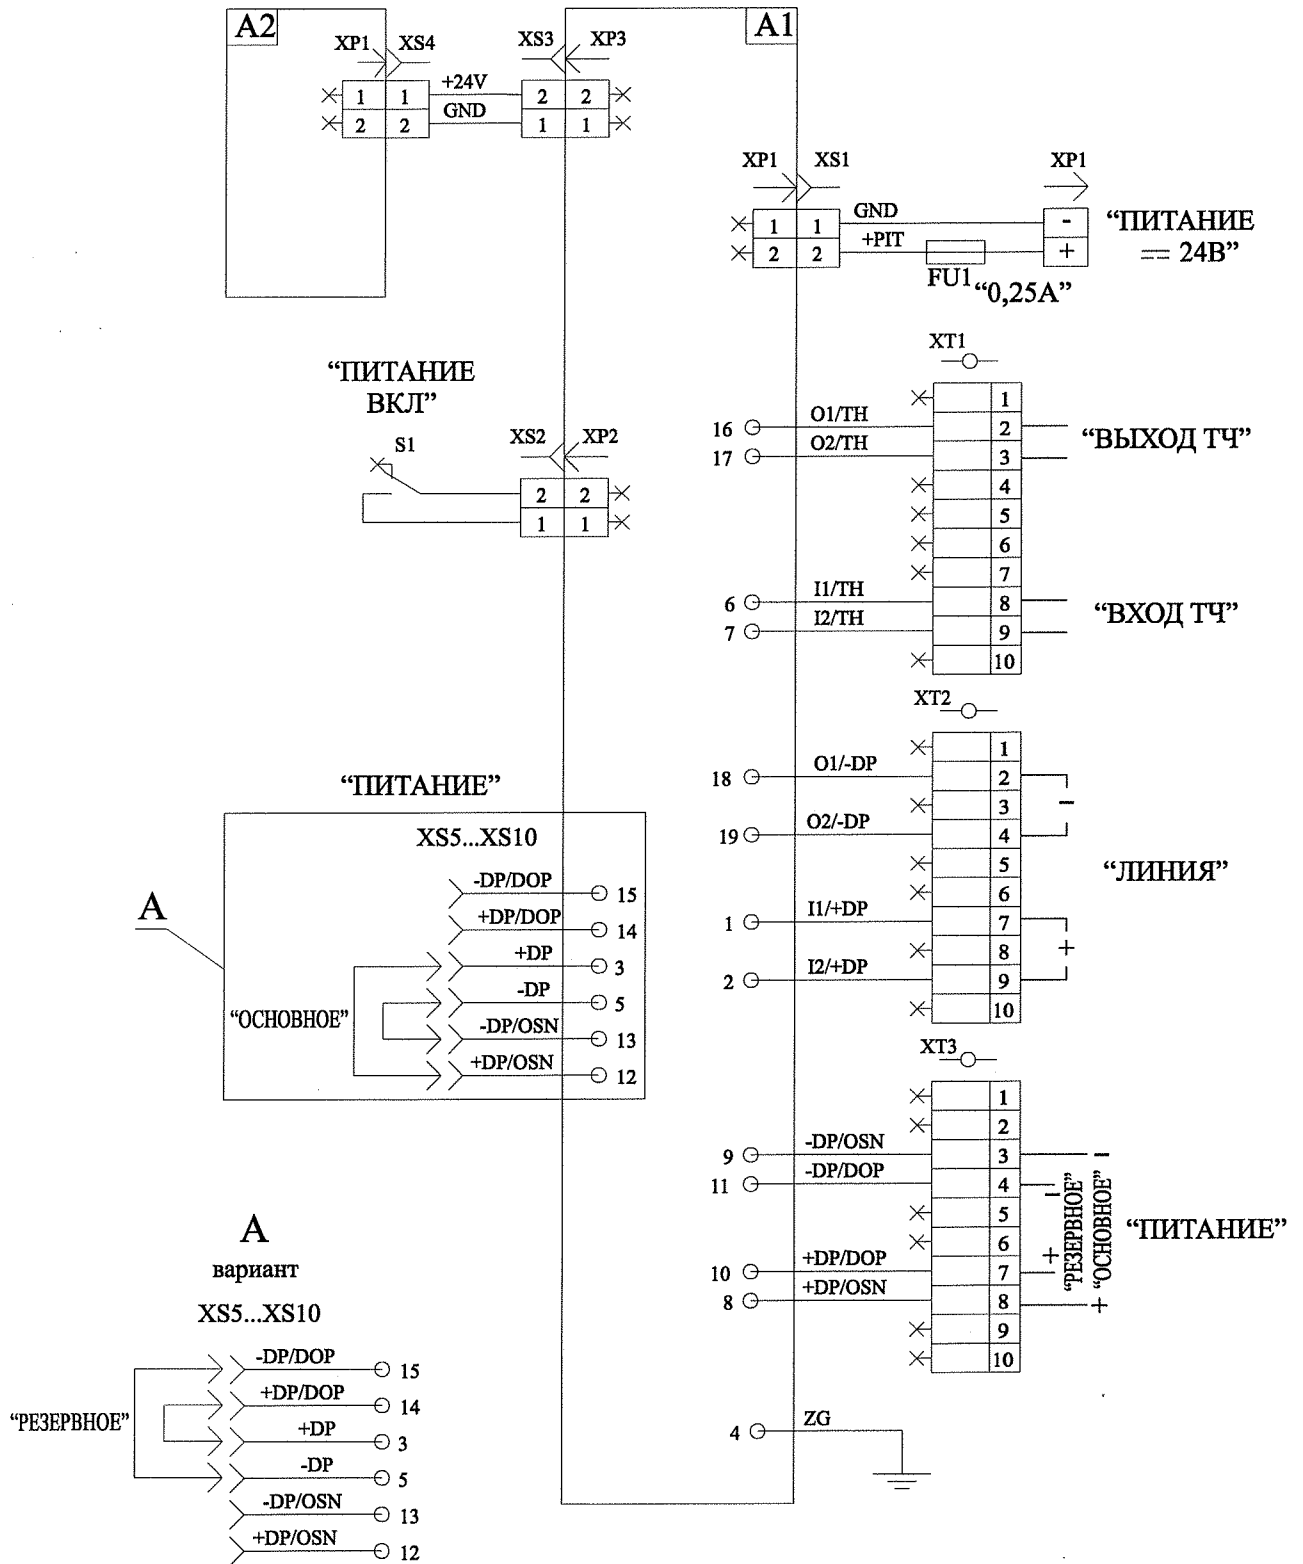 A2
XP1 XS4
+24V
1 1
GND
2 2
XS3 XP3
2 2
1 1
A1
XP1 XS1
GND
1 1
+PIT
2 2
FU1
“0,25А”
XP1
-
+
“ПИТАНИЕ
24В”
“ПИТАНИЕ
ВКЛ”
S1
XS2 XP2
2 2
1 1
XT1
1
16 O1/TH 2
17 O2/TH 3
“ВЫХОД ТЧ”
4
5
6
7
6 I1/TH 8
7 I2/TH 9
“ВХОД ТЧ”
10
XT2
1
18 O1/-DP 2
-
3
19 O2/-DP 4
5
6
“ЛИНИЯ”
1 I1/+DP 7
+
8
2 I2/+DP 9
10
“ПИТАНИЕ”
XS5...XS10
-DP/DOP 15
+DP/DOP 14
+DP 3
-DP 5
-DP/OSN 13
+DP/OSN 12
“ОСНОВНОЕ”
A
XT3
1
2
9 -DP/OSN 3 -
11 -DP/DOP 4 -
5
6
10 +DP/DOP 7 +
8 +DP/OSN 8 +
9
10
“РЕЗЕРВНОЕ”
“ОСНОВНОЕ”
“ПИТАНИЕ”
4 ZG
A
вариант
XS5...XS10
-DP/DOP 15
+DP/DOP 14
+DP 3
-DP 5
-DP/OSN 13
+DP/OSN 12
“РЕЗЕРВНОЕ”